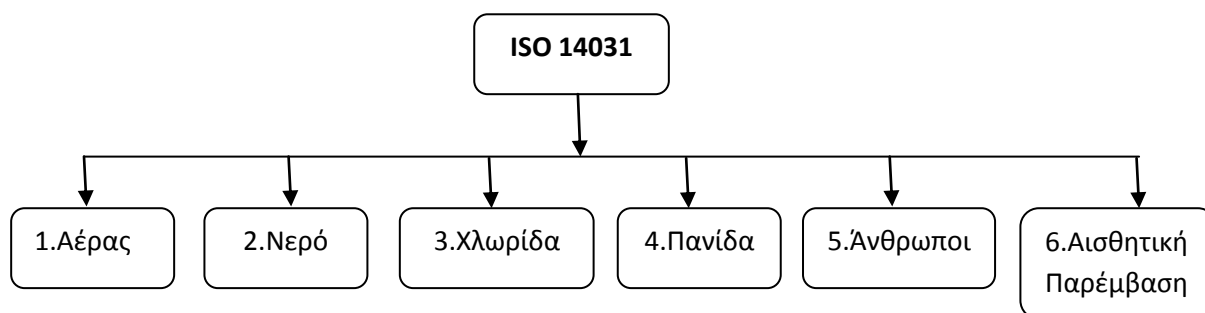 ISO 14031
1.Αέρας
2.Νερό
3.Χλωρίδα
4.Πανίδα
5.Άνθρωποι
6.Αισθητική
Παρέμβαση